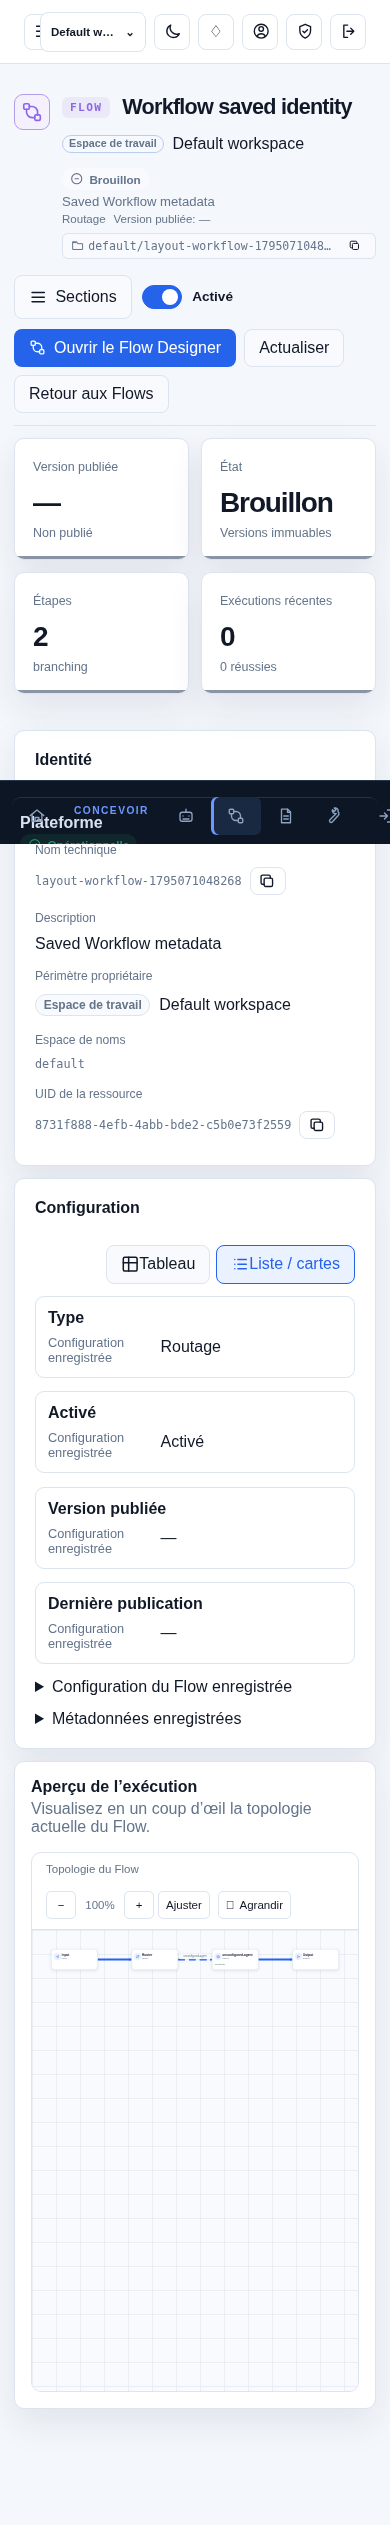 Default w…
FLOW
Workflow saved identity
Espace de travail Default workspace
Brouillon
Saved Workflow metadata
Routage Version publiée: —
default/layout-workflow-1795071048…
Sections
Activé
Ouvrir le Flow Designer
Actualiser
Retour aux Flows
Version publiée
—
Non publié
État
Brouillon
Versions immuables
Étapes
2
branching
Exécutions récentes
0
0 réussies
Identité
CONCEVOIR
Plateforme
Nom technique
layout-workflow-1795071048268
Description
Saved Workflow metadata
Périmètre propriétaire
Espace de travail Default workspace
Espace de noms
default
UID de la ressource
8731f888-4efb-4abb-bde2-c5b0e73f2559
Configuration
Tableau
Liste / cartes
Type
Configuration enregistrée
Routage
Activé
Configuration enregistrée
Activé
Version publiée
Configuration enregistrée
—
Dernière publication
Configuration enregistrée
—
Configuration du Flow enregistrée
Métadonnées enregistrées
Aperçu de l’exécution
Visualisez en un coup d’œil la topologie
actuelle du Flow.
Topologie du Flow
− 100% + Ajuster Agrandir
Input
Router
Output